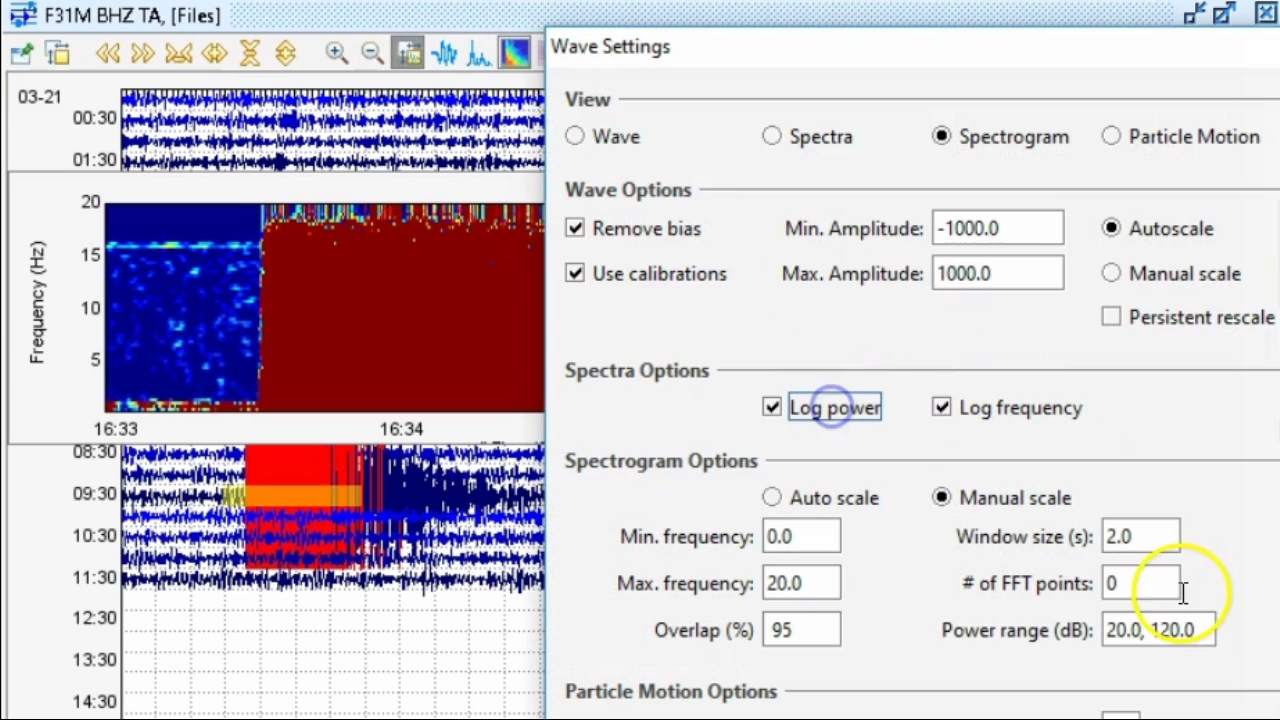 F31M BHZ TA, [Files]
Wave Settings
View
Wave Spectra Spectrogram Particle Motion
Wave Options
Remove bias Min. Amplitude: -1000.0 Autoscale
Use calibrations Max. Amplitude: 1000.0 Manual scale
Persistent rescale
Spectra Options
Log power Log frequency
Spectrogram Options
Auto scale Manual scale
Min. frequency: 0.0 Window size (s): 2.0
Max. frequency: 20.0 # of FFT points: 0
Overlap (%) 95 Power range (dB): 20.0, 120.0
Particle Motion Options
03-21
00:30
01:30
20
15
10
5
Frequency (Hz)
16:33 16:34
08:30
09:30
10:30
11:30
12:30
13:30
14:30